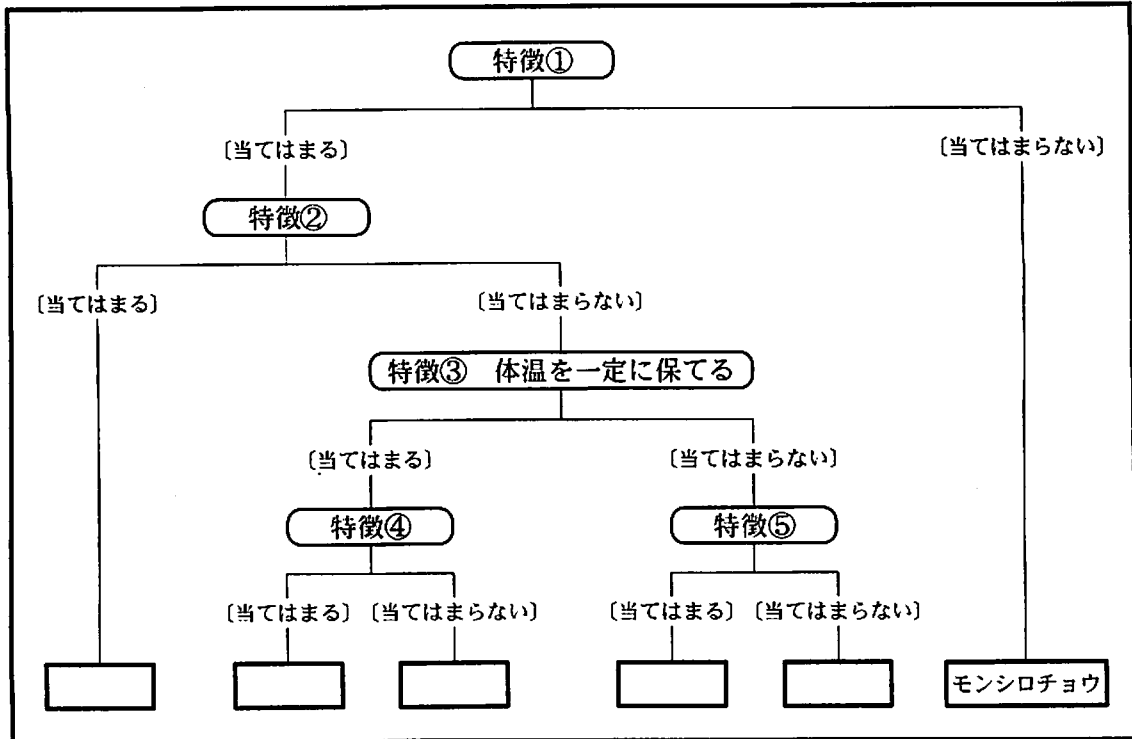 特徴①
〔当てはまる〕
〔当てはまらない〕
特徴②
〔当てはまる〕
〔当てはまらない〕
特徴③ 体温を一定に保てる
〔当てはまる〕
〔当てはまらない〕
特徴④
特徴⑤
〔当てはまる〕
〔当てはまらない〕
〔当てはまる〕
〔当てはまらない〕
モンシロチョウ